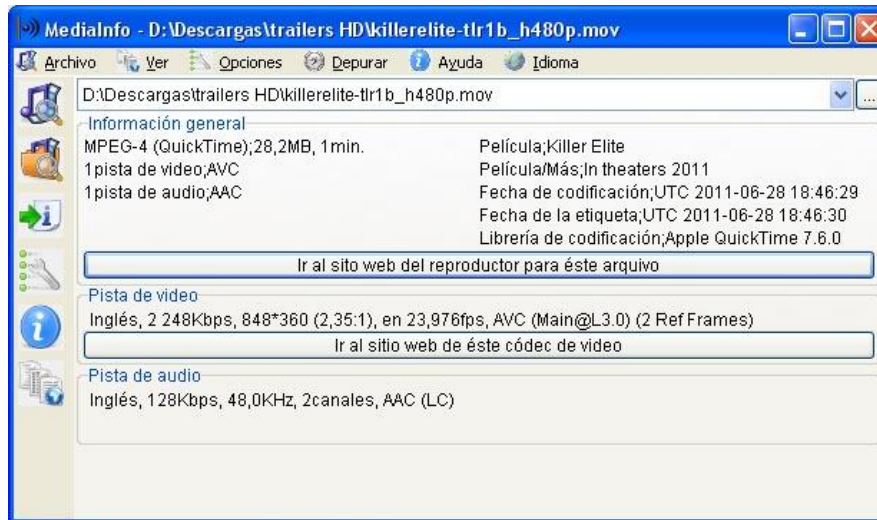 MediaInfo - D:\Descargas\trailers HD\killerelite-tlr1b_h480p.mov
Archivo Ver Opciones Depurar Ayuda Idioma
D:\Descargas\trailers HD\killerelite-tlr1b_h480p.mov
...
Información general
MPEG-4 (QuickTime);28,2MB, 1min.
1pista de video;AVC
1pista de audio;AAC
Película;Killer Elite
Película/Más;In theaters 2011
Fecha de codificación;UTC 2011-06-28 18:46:29
Fecha de la etiqueta;UTC 2011-06-28 18:46:30
Librería de codificación;Apple QuickTime 7.6.0
Ir al sito web del reproductor para éste arquivo
Pista de video
Inglés, 2 248Kbps, 848*360 (2,35:1), en 23,976fps, AVC (Main@L3.0) (2 Ref Frames)
Ir al sitio web de éste códec de video
Pista de audio
Inglés, 128Kbps, 48,0KHz, 2canales, AAC (LC)